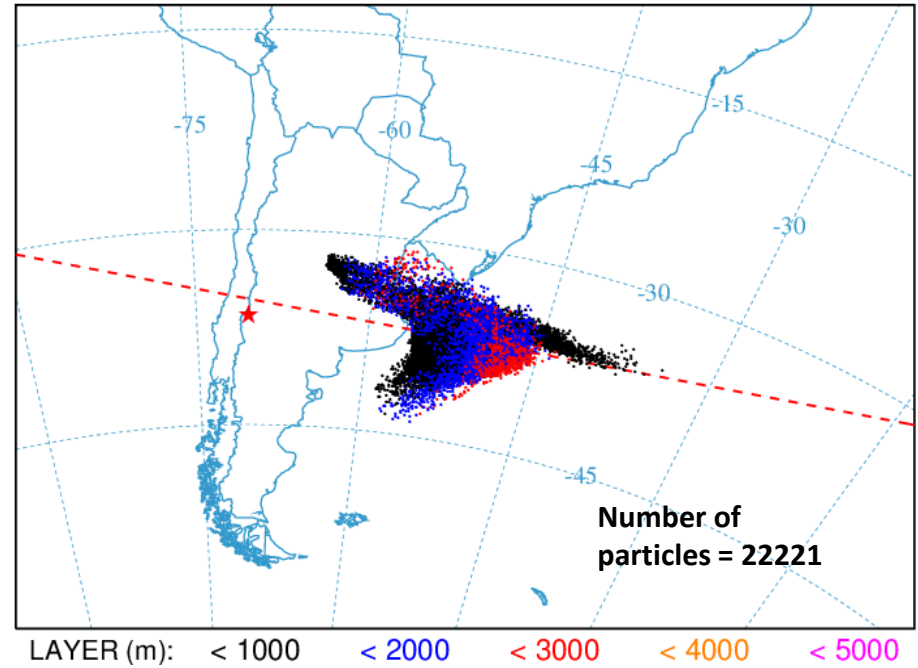 -75
-60
-15
-45
-30
-30
-45
Number of
particles = 22221
LAYER (m): < 1000 < 2000 < 3000 < 4000 < 5000